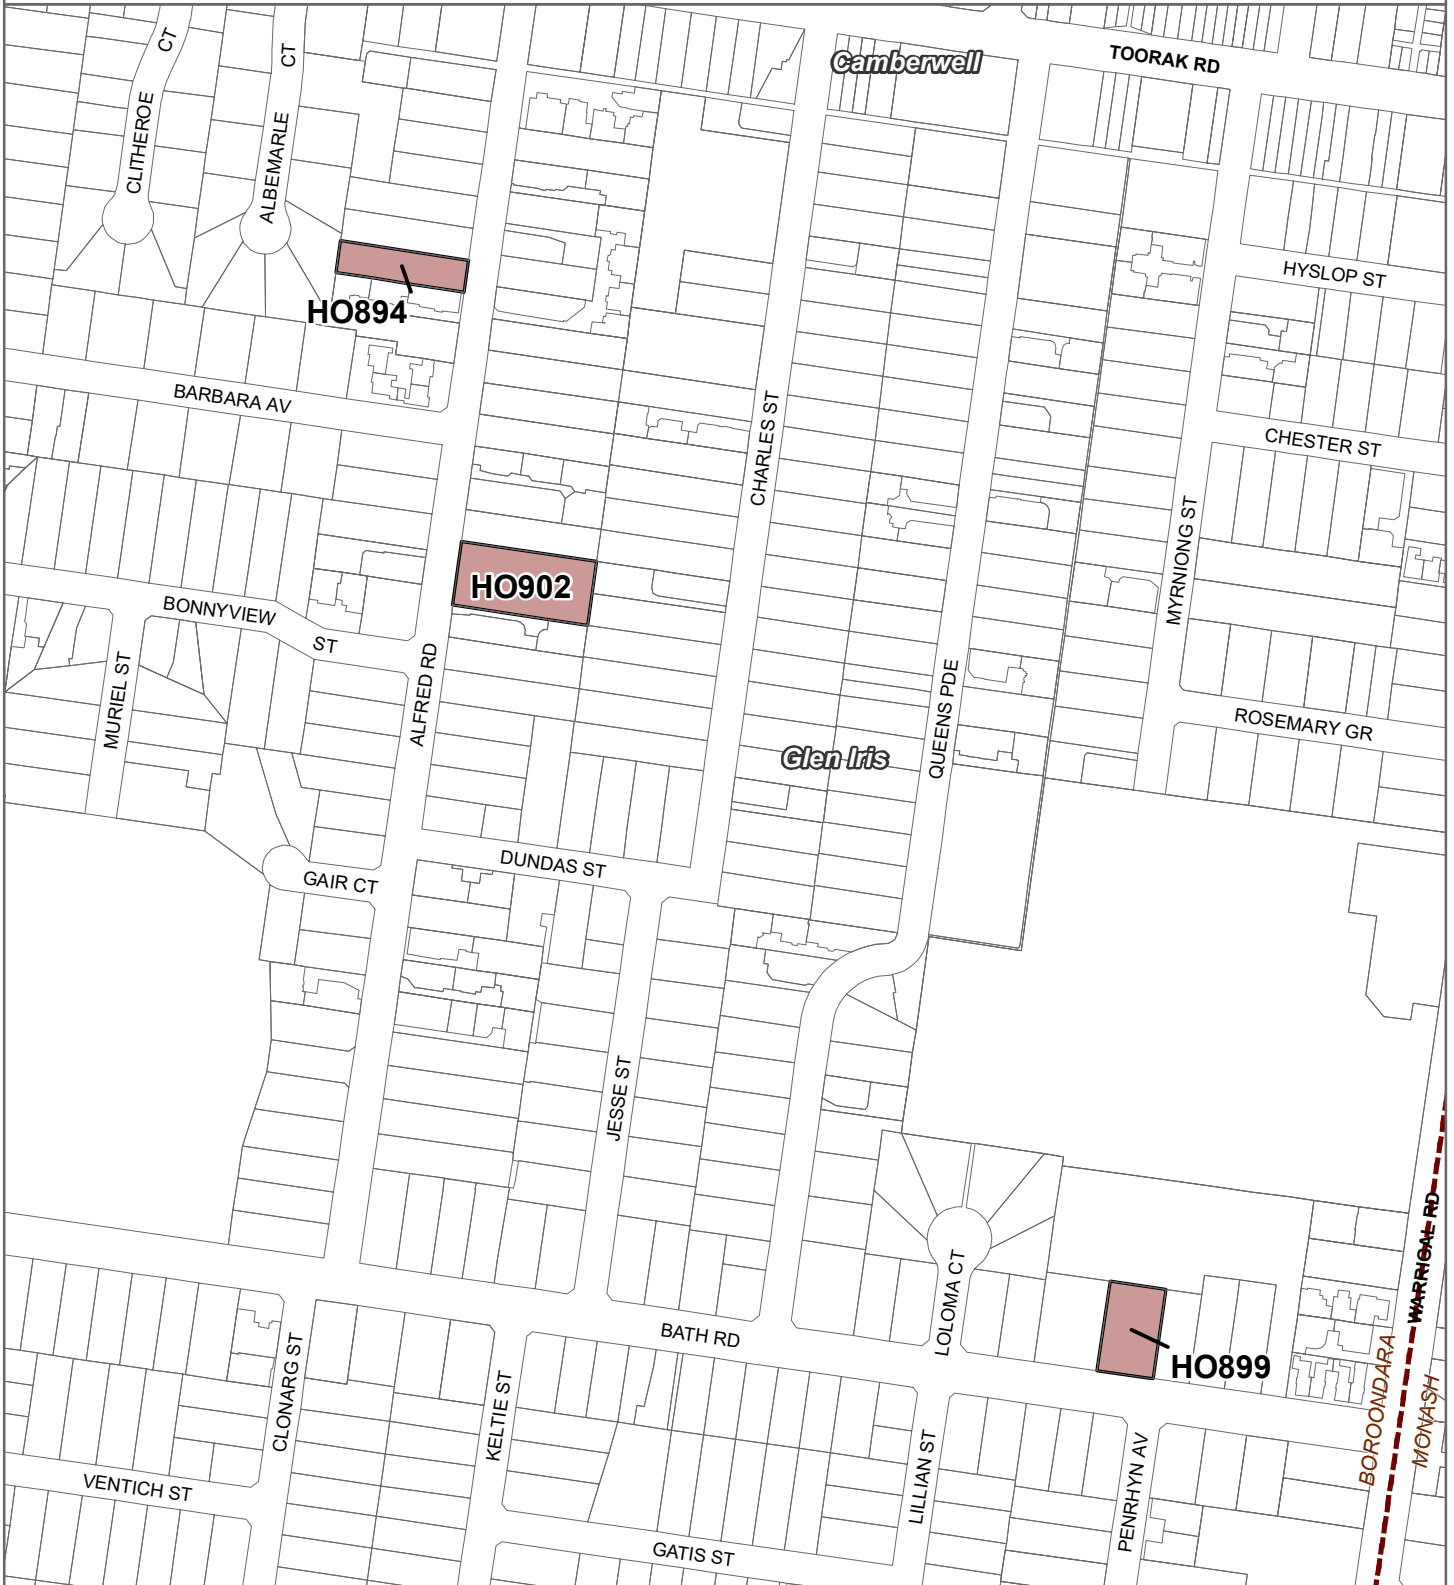 CT
CT
Camberwell
TOORAK RD
CLITHEROE
ALBEMARLE
HYSLOP ST
HO894
BARBARA AV
CHARLES ST
CHESTER ST
MYRNIONG ST
HO902
BONNYVIEW
ST
MURIEL ST
ALFRED RD
QUEENS PDE
ROSEMARY GR
Glen Iris
DUNDAS ST
GAIR CT
JESSE ST
WARRIGAL RD
LOLOMA CT
BATH RD
HO899
CLONARG ST
KELTIE ST
BOROONDARA
MONASH
LILLIAN ST
PENRHYN AV
VENTICH ST
GATIS ST